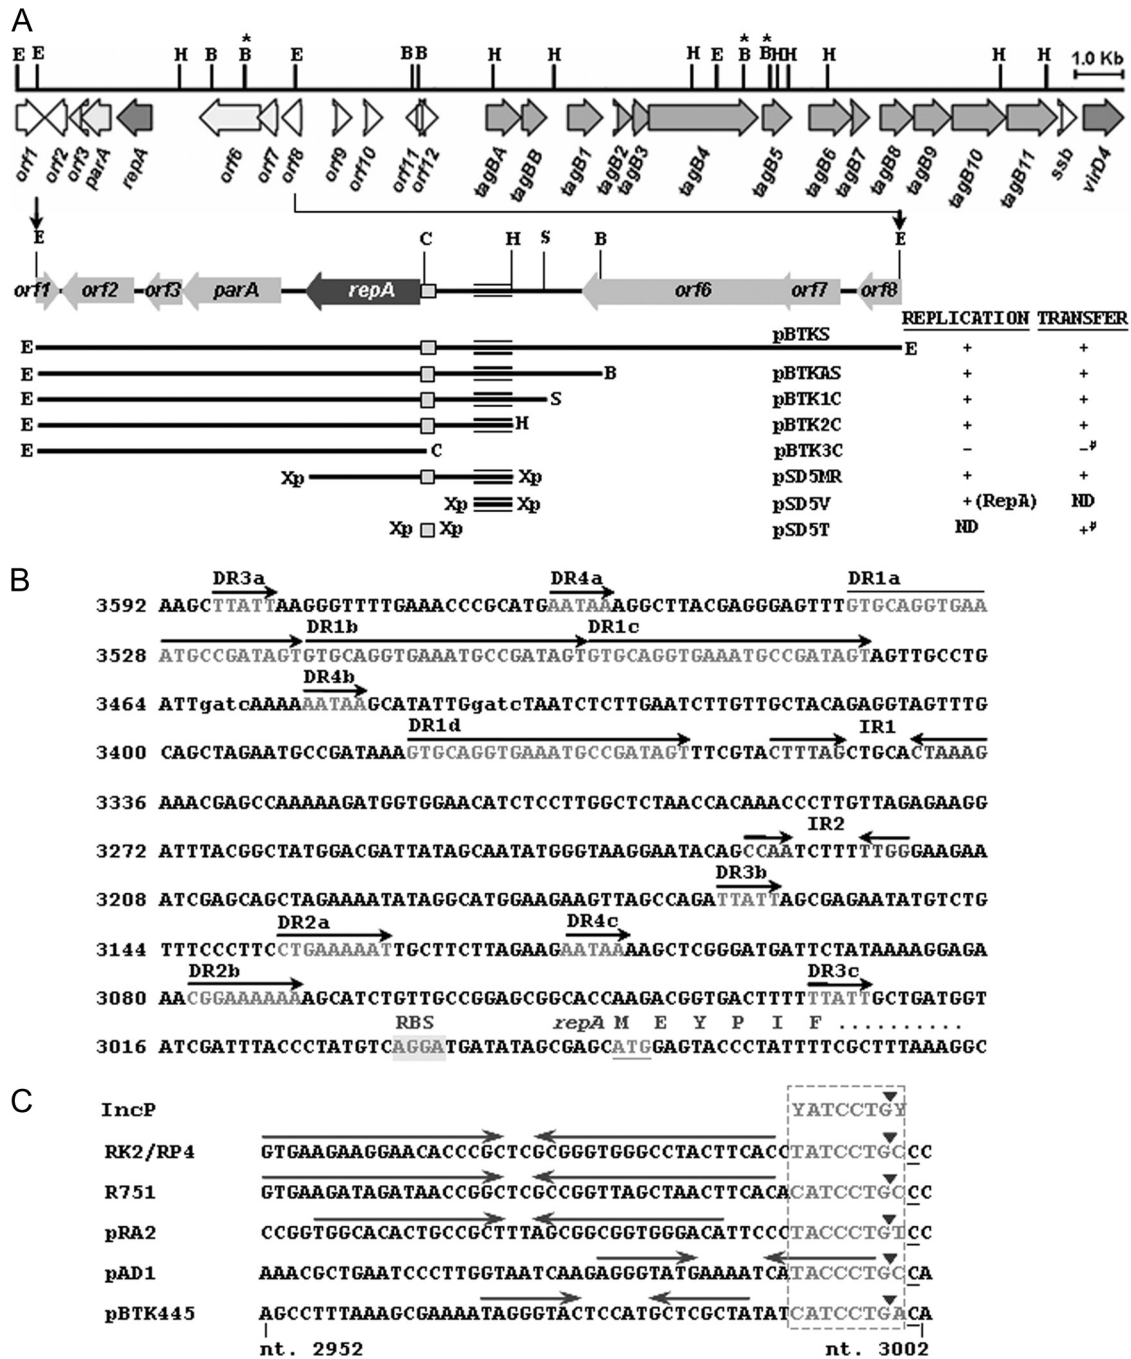 A
E E H B * B E B B H H H E * B * B H H H H H 1.0 Kb
orf1 orf2 orf3 parA repA orf6 orf7 orf8 orf9 orf10 orf11 orf12 tagBA tagBB tagB1 tagB2 tagB3 tagB4 tagB5 tagB6 tagB7 tagB8 tagB9 tagB10 tagB11 ssb virD4
E C H S B E
orf1 orf2 orf3 parA repA orf6 orf7 orf8
REPLICATION TRANSFER
E pBTKS E + +
E B pBTKAS + +
E S pBTK1C + +
E H pBTK2C + +
E C pBTK3C - -#
Xp Xp pSD5MR + +
Xp Xp pSD5V +(RepA) ND
Xp Xp pSD5T ND +#
B
DR3a DR4a DR1a
3592 AAGCTTATTAAGGGTTTTGAAACCCGCATGAATAAAGGCTTACGAGGGAGTTTGTGCAGGTGAA
DR1b DR1c
3528 ATGCCGATAGTGTGCAGGTGAAATGCCGATAGTGTGCAGGTGAAATGCCGATAGTAGTTGCCTG
DR4b
3464 ATTgatcAAAAAATAAGCATATTGgatcTAATCTCTTGAATCTTGTTGCTACAGAGGTAGTTTG
DR1d IR1
3400 CAGCTAGAATGCCGATAAAGTGCAGGTGAAATGCCGATAGTTTCGTACTTTAGCTGCACTAAAG
3336 AAACGAGCCAAAAAGATGGTGGAACATCTCCTTGGCTCTAACCACAAACCCTTGTTAGAGAAGG
IR2
3272 ATTTACGGCTATGGACGATTATAGCAATATGGGTAAGGAATACAGCCAATCTTTTTGGGAAGAA
DR3b
3208 ATCGAGCAGCTAGAAAATATAGGCATGGAAGAAGTTAGCCAGATTATTAGCGAGAATATGTCTG
DR2a DR4c
3144 TTTCCCTTCCTGAAAAATTGCTTCTTAGAAGAATAAAAGCTCGGGATGATTCTATAAAAGGAGA
DR2b DR3c
3080 AACGGAAAAAAAGCATCTGTTGCCGGAGCGGCACCAAGACGGTGACTTTTTTATTGCTGATGGT
RBS repA M E Y P I F ..........
3016 ATCGATTTACCCTATGTCAGGATGATATAGCGAGCATGGAGTACCCTATTTTCGCTTTAAAGGC
C
IncP YATCCTGY
RK2/RP4 GTGAAGAAGGAACACCCGCTCGCGGGTGGGCCTACTTCACCTATCCTGCCC
R751 GTGAAGATAGATAACCGGCTCGCCGGTTAGCTAACTTCACACATCCTGCCC
pRA2 CCGGTGGCACACTGCCGCTTTAGCGGCGGTGGGACATTCCCTACCCTGTCC
pAD1 AAACGCTGAATCCCTTGGTAATCAAGAGGGTATGAAAATCATACCCTGCCA
pBTK445 AGCCTTTAAAGCGAAAATAGGGTACTCCATGCTCGCTATATCATCCTGACA
nt. 2952 nt. 3002